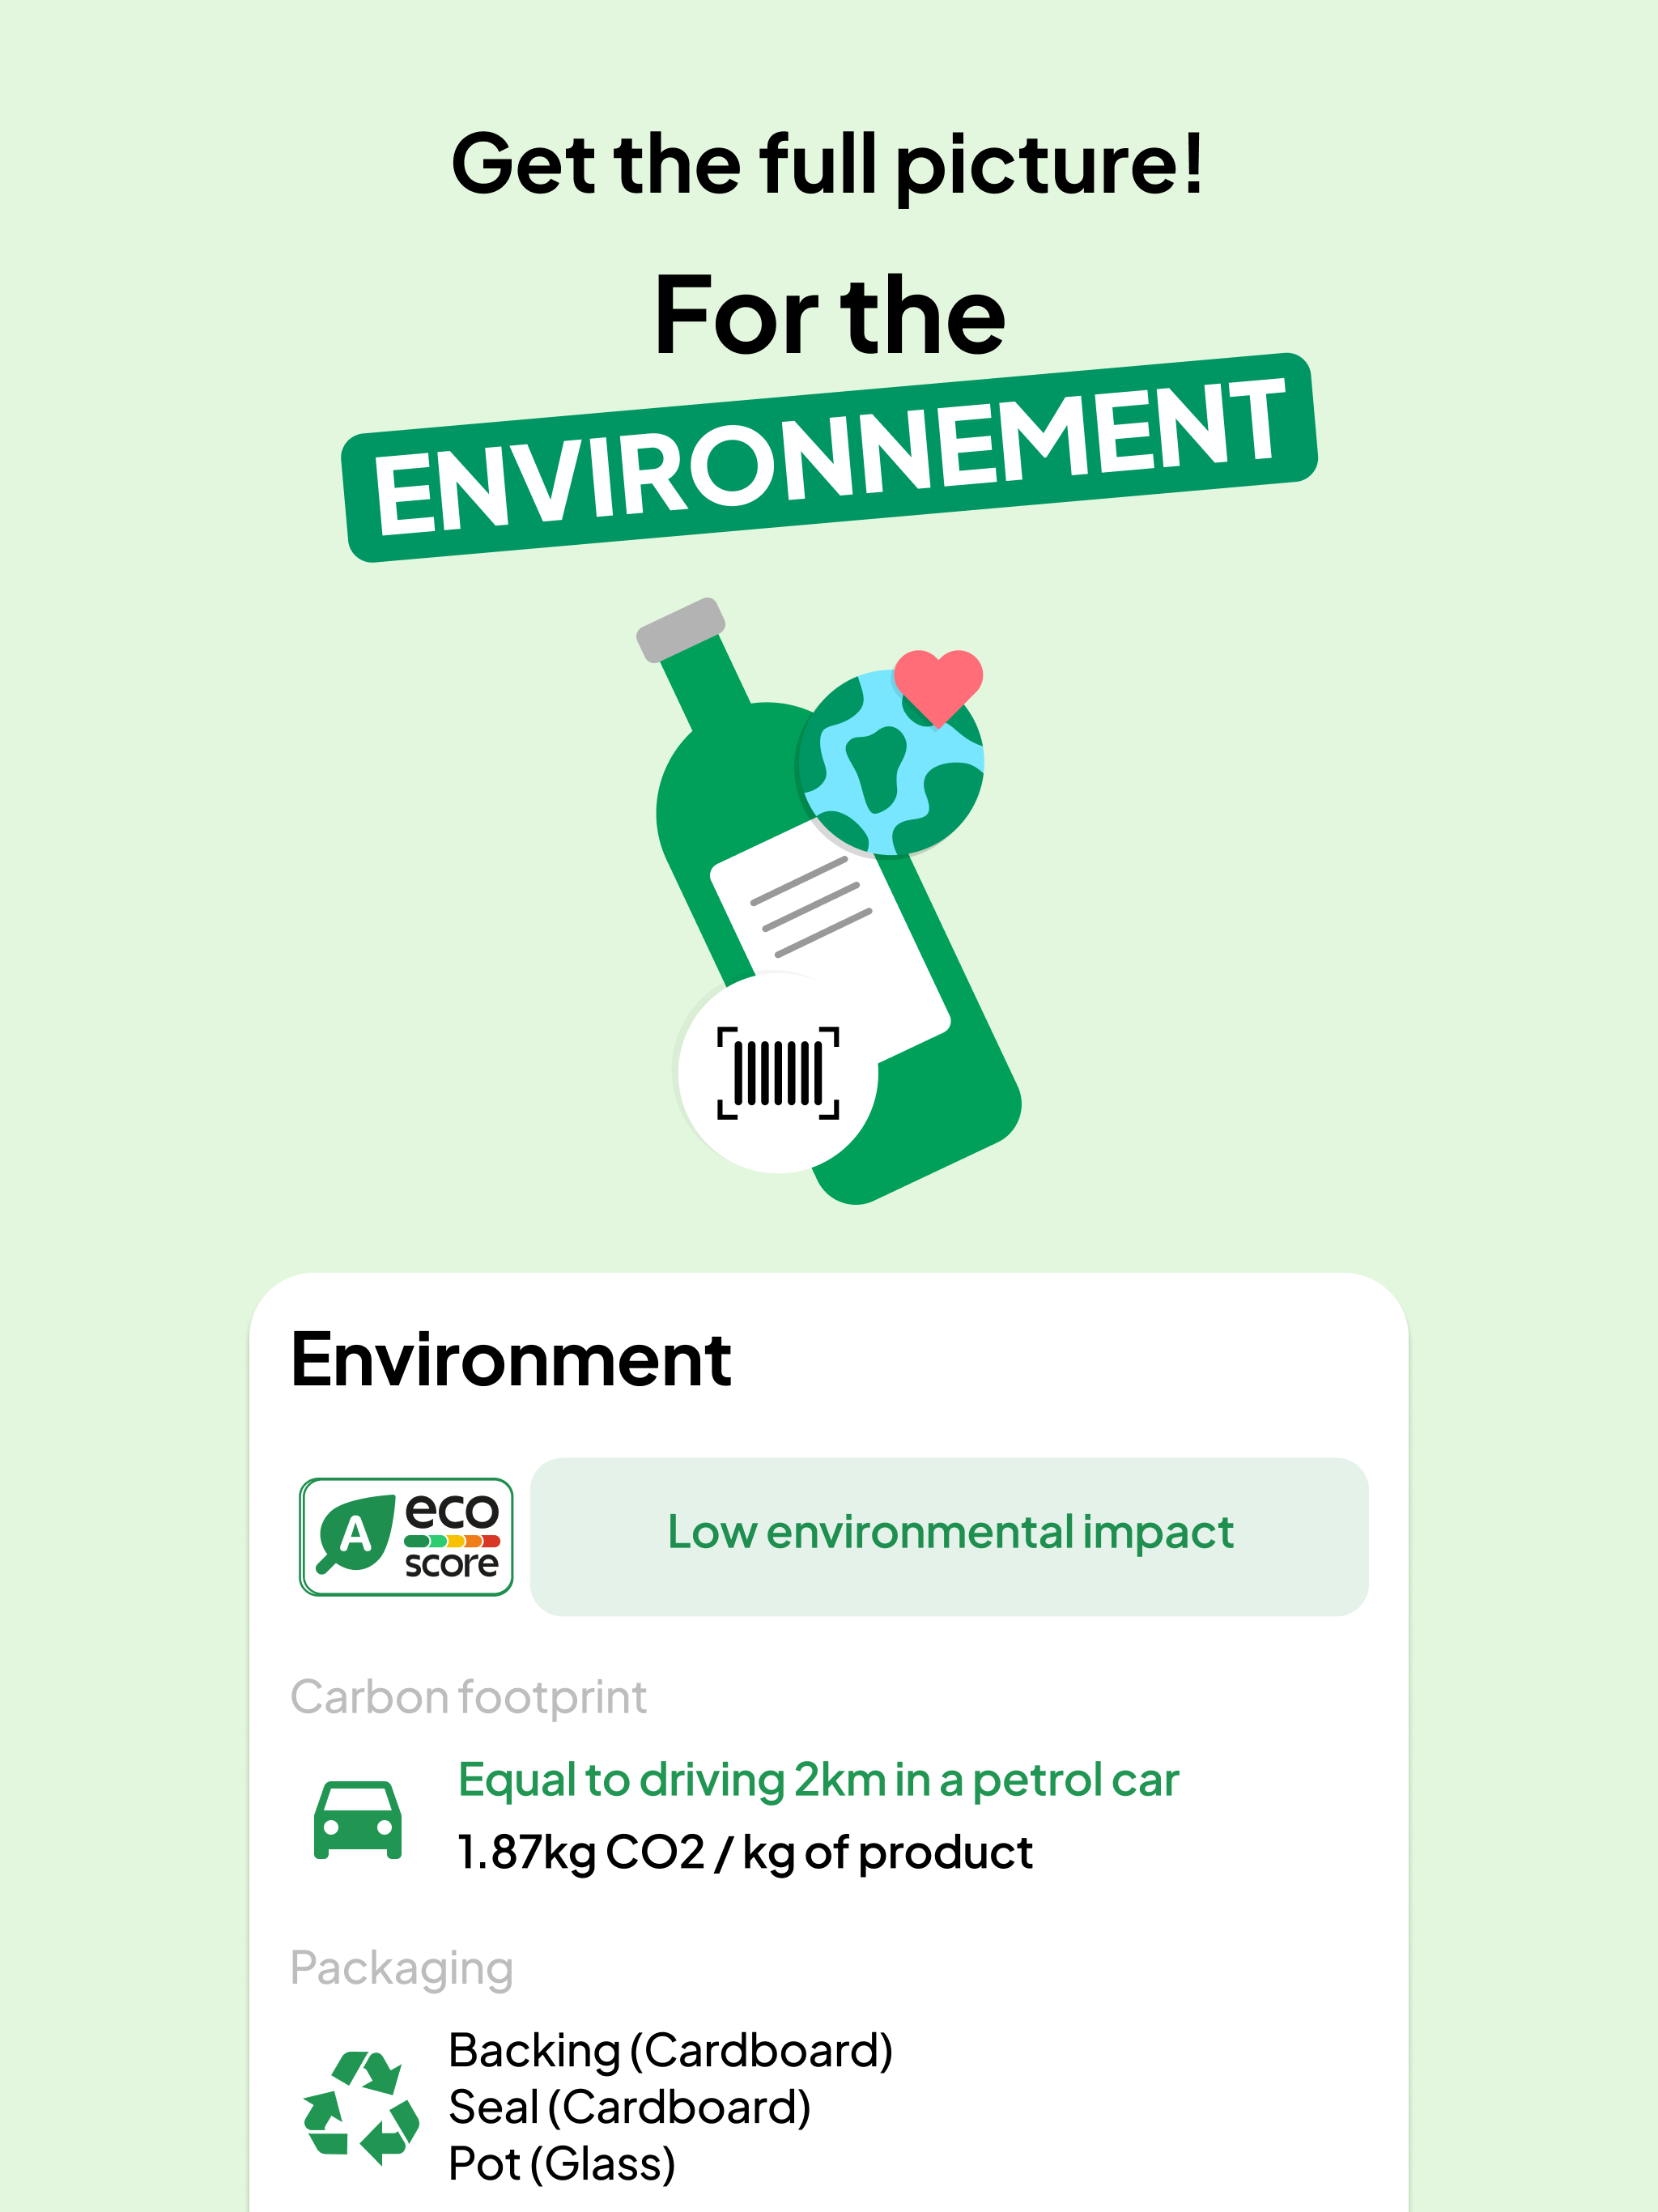 Get the full picture!
For the
ENVIRONNEMENT
Environment
A
eco
score
Low environmental impact
Carbon footprint
Equal to driving 2km in a petrol car
1.87kg CO2 / kg of product
Packaging
Backing (Cardboard)
Seal (Cardboard)
Pot (Glass)